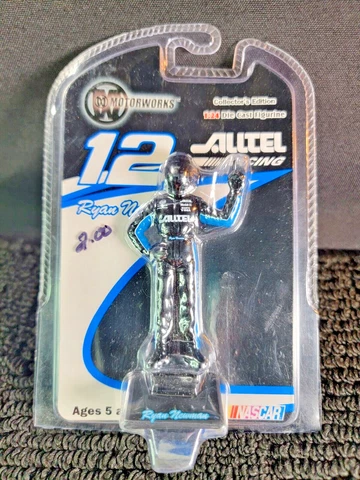 MOTORWORKS
Collector's Edition
1:24 Die Cast Figurine
12
ALLTEL
RACING
Ryan N
2.00
ALLTEL
Ages 5 a
Ryan Newman
NASCAR